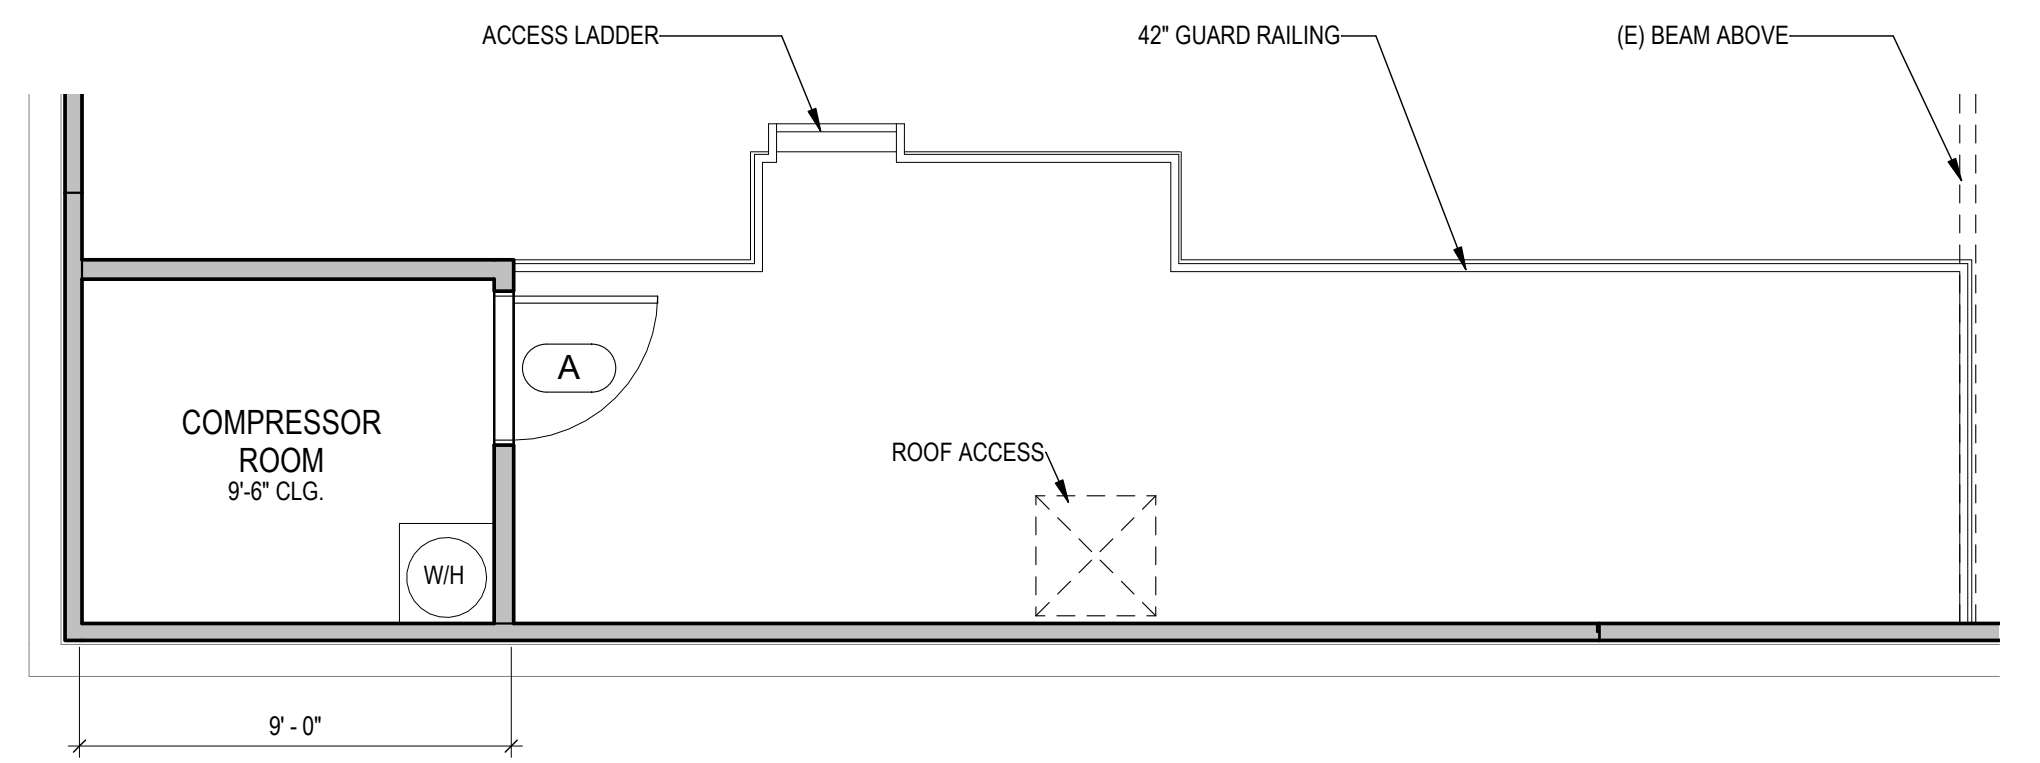 ACCESS LADDER
42" GUARD RAILING
(E) BEAM ABOVE
A
COMPRESSOR
ROOM
9'-6" CLG.
ROOF ACCESS
W/H
9' - 0"